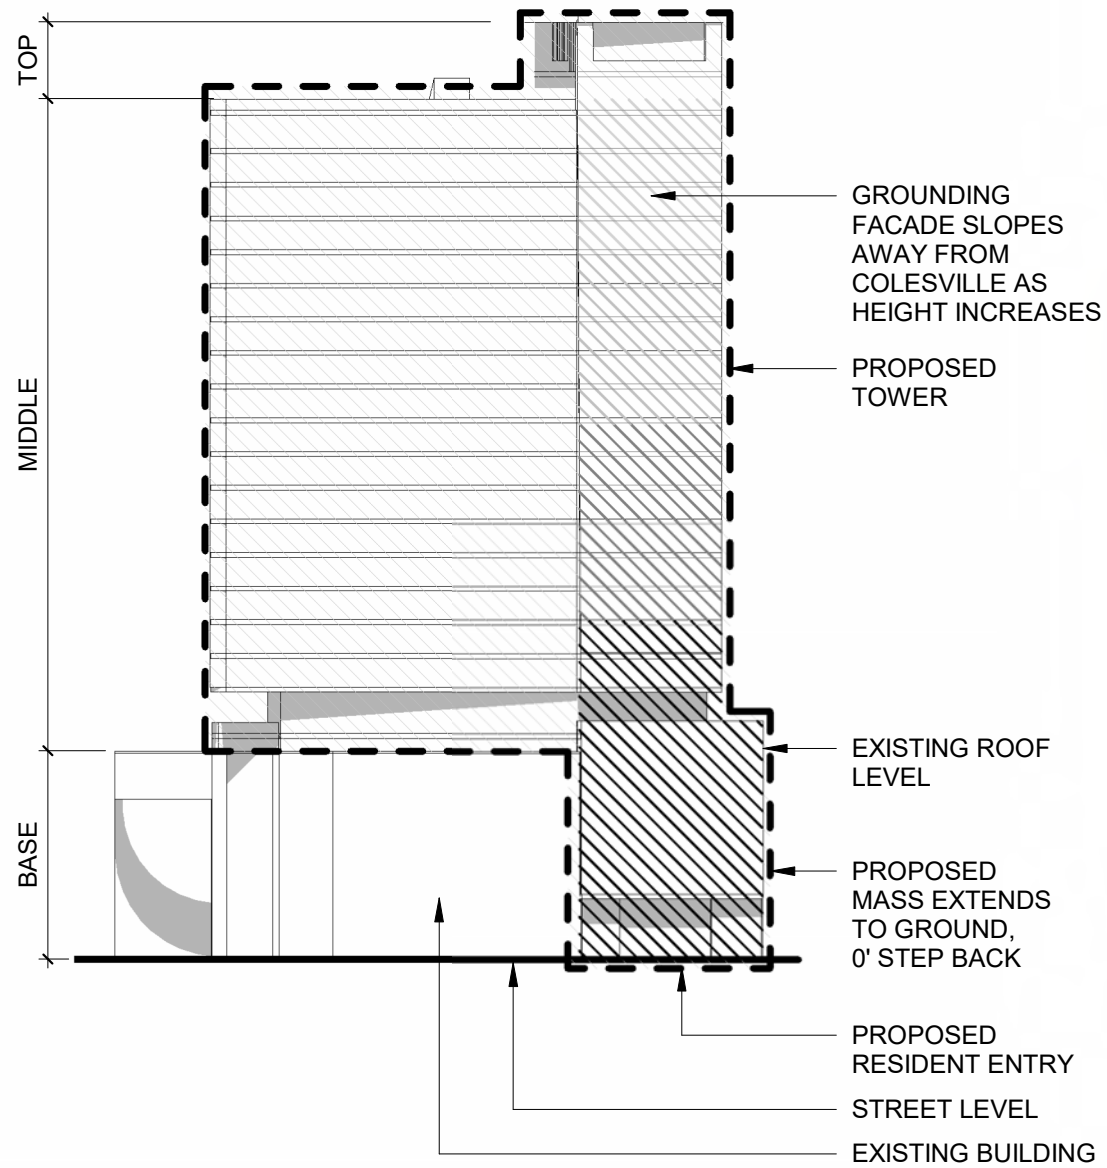 TOP
MIDDLE
BASE
GROUNDING
FACADE SLOPES
AWAY FROM
COLESVILLE AS
HEIGHT INCREASES
PROPOSED
TOWER
EXISTING ROOF
LEVEL
PROPOSED
MASS EXTENDS
TO GROUND,
0' STEP BACK
PROPOSED
RESIDENT ENTRY
STREET LEVEL
EXISTING BUILDING